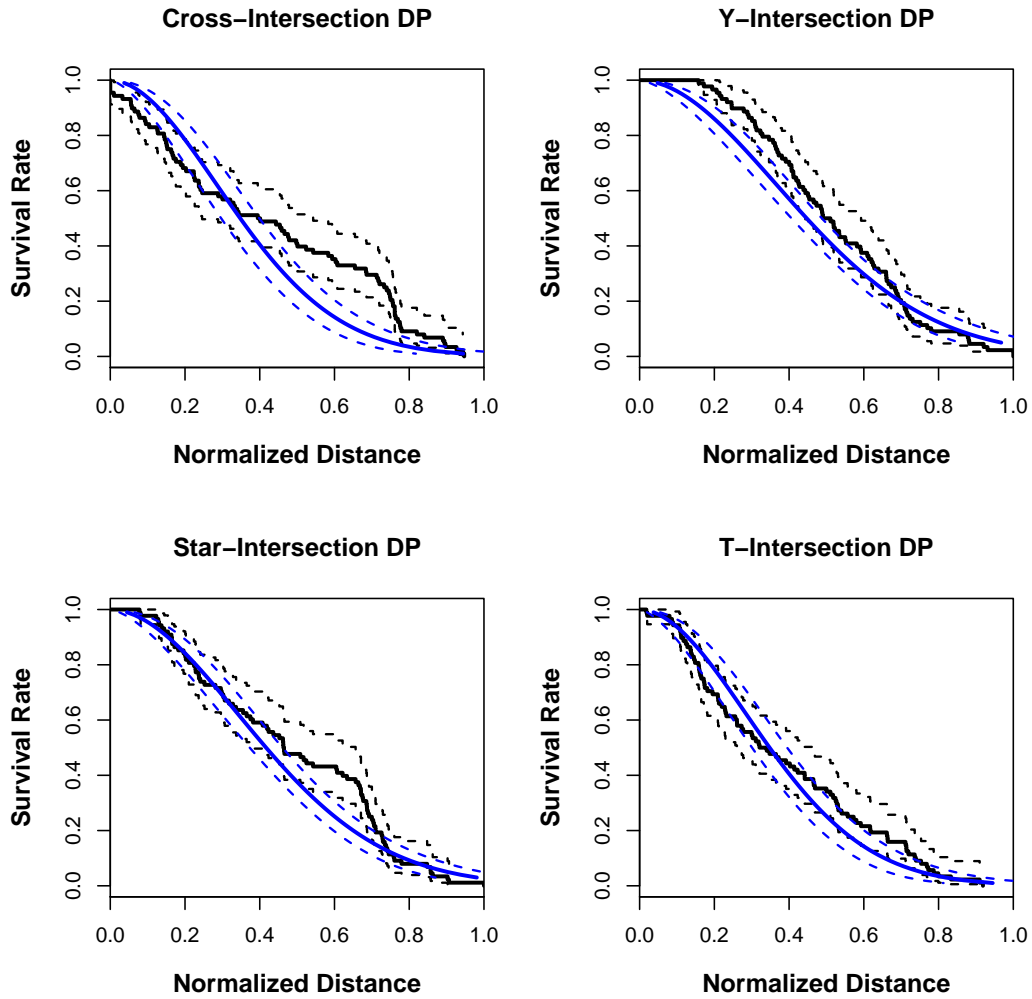 Cross−Intersection DP
Survival Rate
1.0
0.8
0.6
0.4
0.2
0.0
0.0 0.2 0.4 0.6 0.8 1.0
Normalized Distance
Y−Intersection DP
Survival Rate
1.0
0.8
0.6
0.4
0.2
0.0
0.0 0.2 0.4 0.6 0.8 1.0
Normalized Distance
Star−Intersection DP
Survival Rate
1.0
0.8
0.6
0.4
0.2
0.0
0.0 0.2 0.4 0.6 0.8 1.0
Normalized Distance
T−Intersection DP
Survival Rate
1.0
0.8
0.6
0.4
0.2
0.0
0.0 0.2 0.4 0.6 0.8 1.0
Normalized Distance